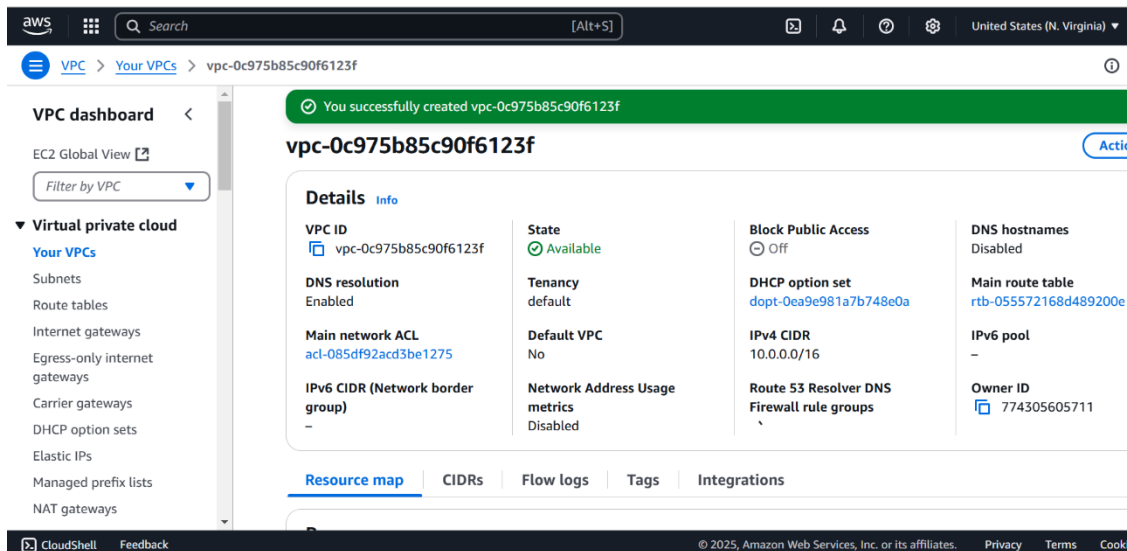 aws
Search [Alt+S] United States (N. Virginia)
VPC > Your VPCs > vpc-0c975b85c90f6123f
VPC dashboard
EC2 Global View
Filter by VPC
Virtual private cloud
Your VPCs
Subnets
Route tables
Internet gateways
Egress-only internet
gateways
Carrier gateways
DHCP option sets
Elastic IPs
Managed prefix lists
NAT gateways
You successfully created vpc-0c975b85c90f6123f
vpc-0c975b85c90f6123f
Actio
Details Info
VPC ID
vpc-0c975b85c90f6123f
State
Available
Block Public Access
Off
DNS hostnames
Disabled
DNS resolution
Enabled
Tenancy
default
DHCP option set
dopt-0ea9e981a7b748e0a
Main route table
rtb-055572168d489200e
Main network ACL
acl-085df92acd3be1275
Default VPC
No
IPv4 CIDR
10.0.0.0/16
IPv6 pool
–
IPv6 CIDR (Network border
group)
–
Network Address Usage
metrics
Disabled
Route 53 Resolver DNS
Firewall rule groups
Owner ID
774305605711
Resource map CIDRs Flow logs Tags Integrations
CloudShell Feedback © 2025, Amazon Web Services, Inc. or its affiliates. Privacy Terms Cook